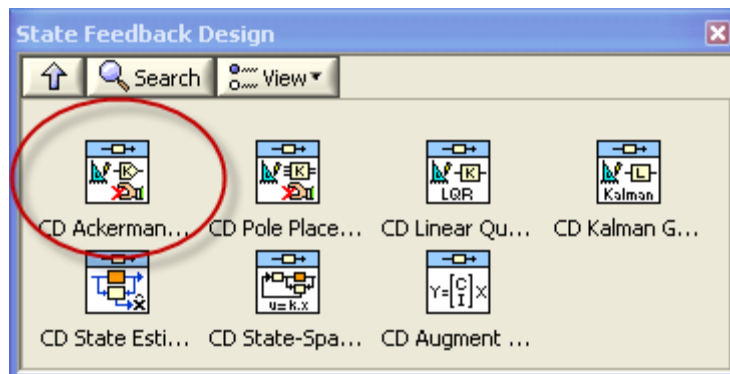 State Feedback Design
Search View
K K LQR L Kalman
CD Ackerman... CD Pole Place... CD Linear Qu... CD Kalman G...
x̂ u=k.x Y=[C I]x
CD State Esti... CD State-Spa... CD Augment ...